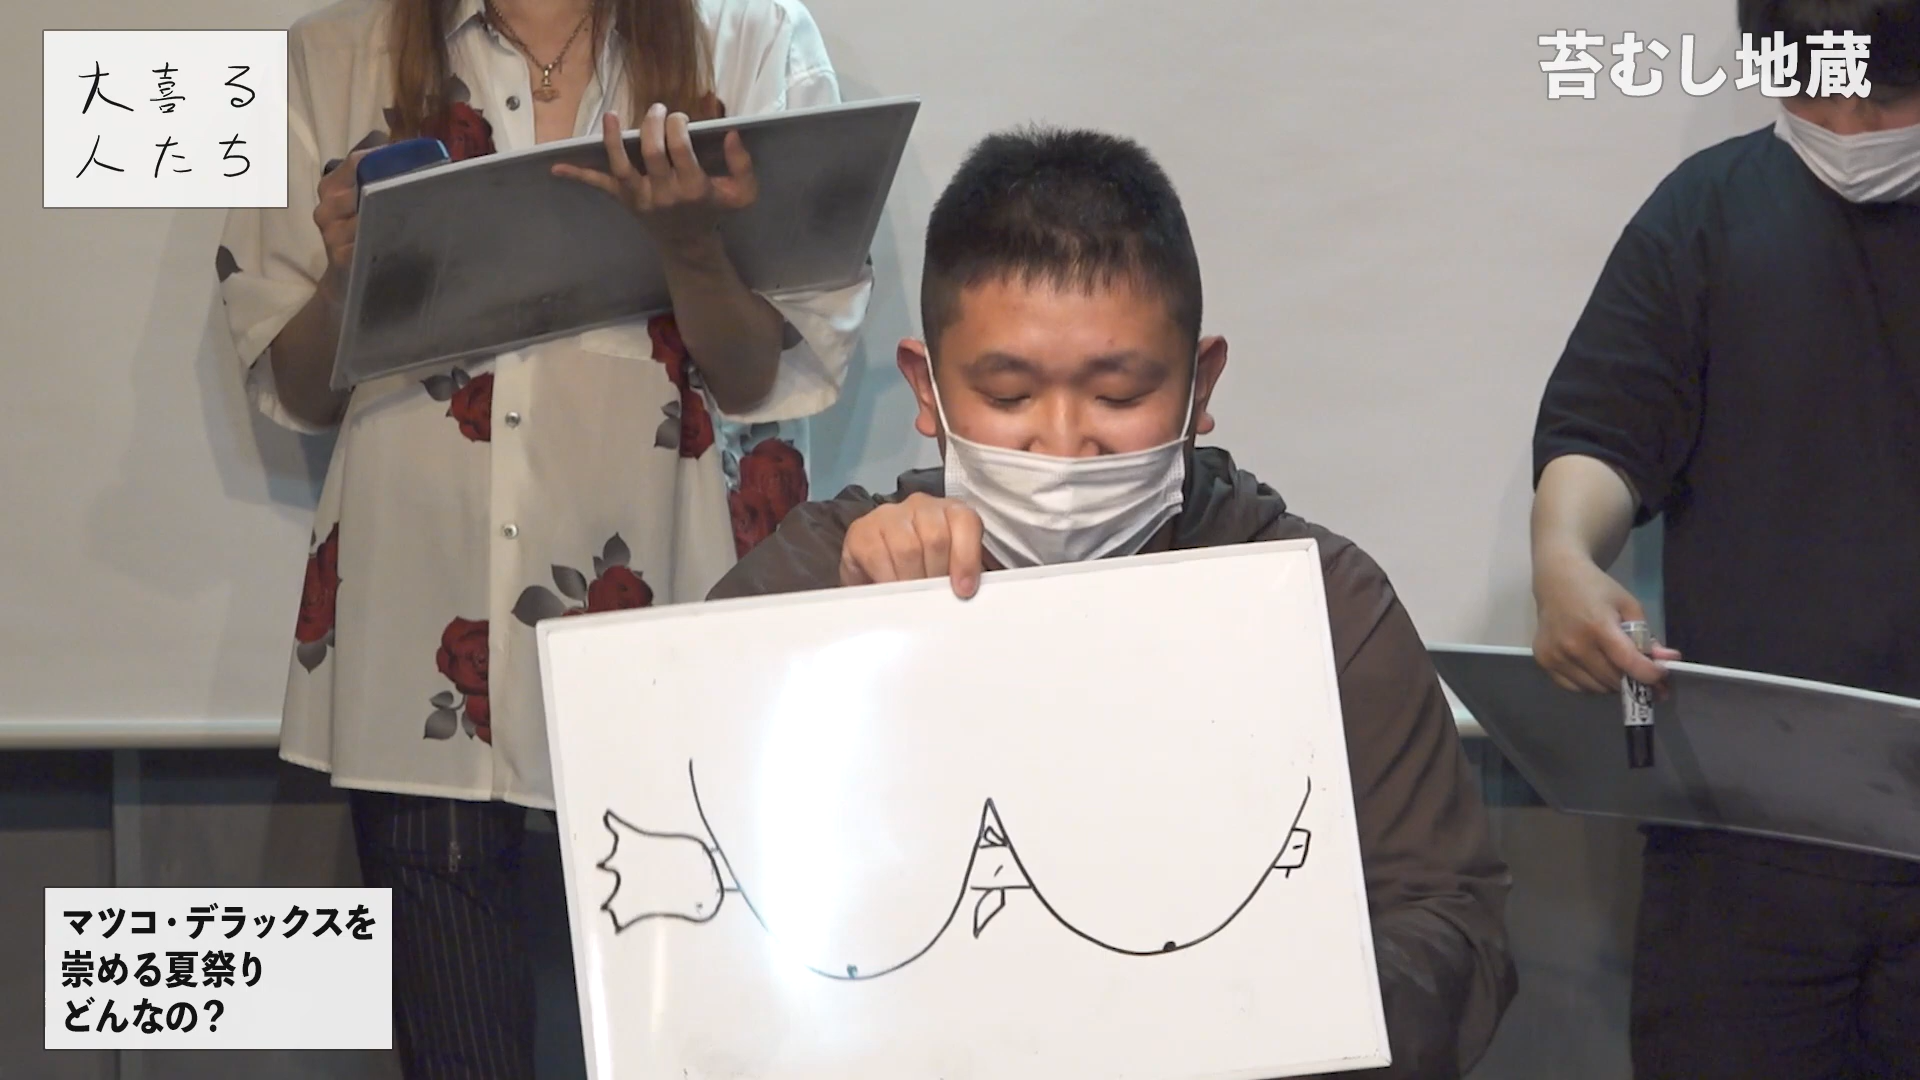 大喜る
人たち
苔むし地蔵
マツコ・デラックスを
崇める夏祭り
どんなの？